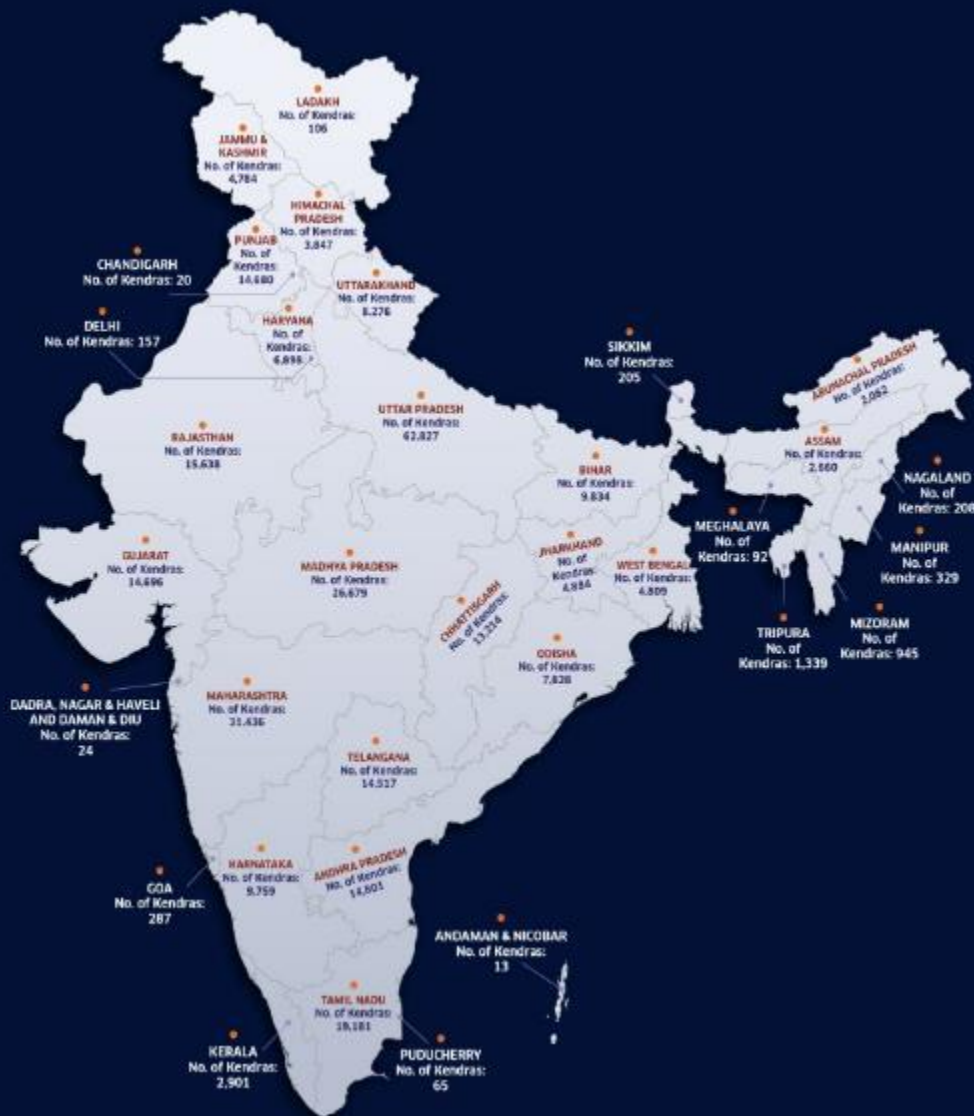 LADAKH
No. of Kendras:
106
JAMMU &
KASHMIR
No. of Kendras:
4,784
HIMACHAL
PRADESH
No. of Kendras:
3,847
PUNJAB
No. of
Kendras:
14,680
CHANDIGARH
No. of Kendras: 20
UTTARAKHAND
No. of Kendras:
8,276
DELHI
No. of Kendras: 157
HARYANA
No. of
Kendras:
SIKKIM
No. of Kendras:
205
ARUNACHAL PRADESH
No. of Kendras:
2,062
UTTAR PRADESH
No. of Kendras:
62,827
RAJASTHAN
No. of Kendras:
15,638
ASSAM
No. of Kendras:
2,660
BIHAR
No. of Kendras:
9,834
NAGALAND
No. of
Kendras: 208
MEGHALAYA
No. of
Kendras: 92
MANIPUR
No. of
Kendras: 329
GUJARAT
No. of Kendras:
14,696
MADHYA PRADESH
No. of Kendras:
26,679
JHARKHAND
No. of
Kendras:
4,884
WEST BENGAL
No. of Kendras:
4,809
CHHATTISGARH
No. of Kendras:
13,214
MIZORAM
No. of
Kendras: 945
TRIPURA
No. of
Kendras: 1,339
ODISHA
No. of Kendras:
7,828
DADRA, NAGAR & HAVELI
AND DAMAN & DIU
No. of Kendras:
24
MAHARASHTRA
No. of Kendras:
TELANGANA
No. of Kendras:
14,517
KARNATAKA
No. of Kendras:
9,759
ANDHRA PRADESH
No. of Kendras:
GOA
No. of Kendras:
287
ANDAMAN & NICOBAR
No. of Kendras:
13
TAMIL NADU
No. of Kendras:
KERALA
No. of Kendras:
2,901
PUDUCHERRY
No. of Kendras:
65